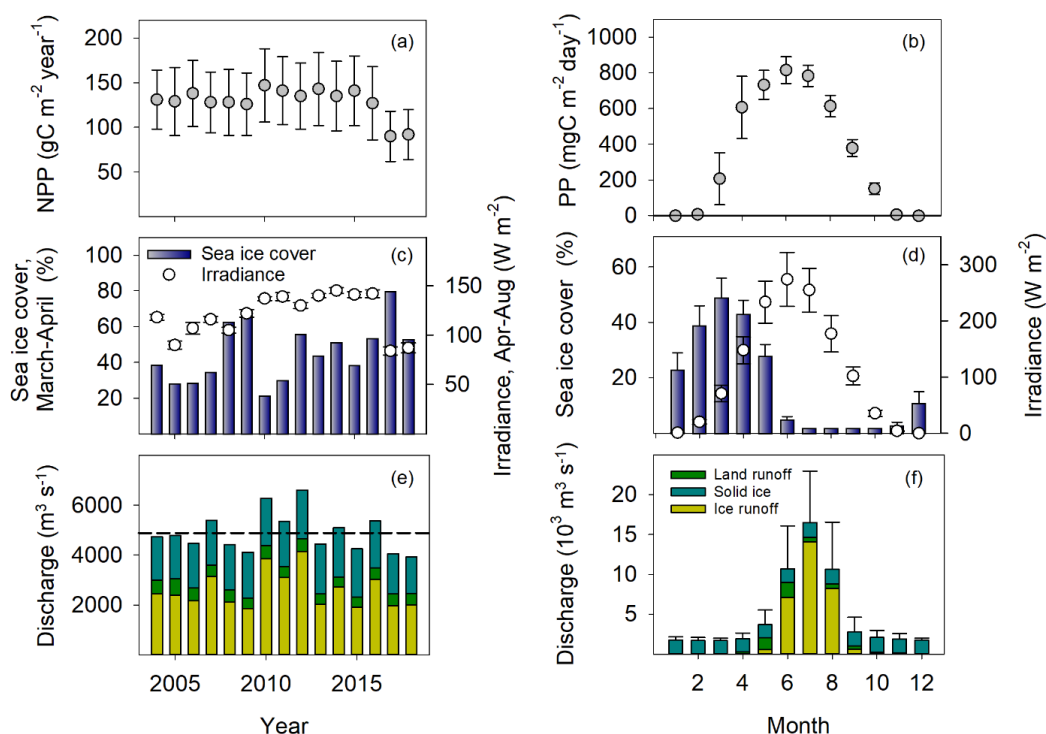 (a)
200
150
100
50
NPP (gC m-2 year-1)
(b)
1000
800
600
400
200
0
PP (mgC m-2 day-1)
Sea ice cover
Irradiance
(c)
100
80
60
40
20
Sea ice cover,
March-April (%)
150
100
50
Irradiance, Apr-Aug (W m-2)
(d)
60
40
20
Sea ice cover (%)
300
200
100
0
Irradiance (W m-2)
(e)
6000
4000
2000
Discharge (m3 s-1)
2005 2010 2015
Year
(f)
Land runoff
Solid ice
Ice runoff
20
15
10
5
Discharge (103 m3 s-1)
2 4 6 8 10 12
Month